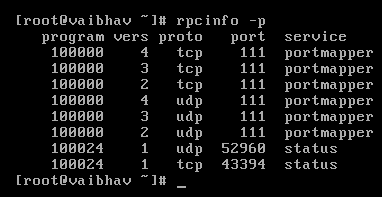 [root@vaibhav ~]# rpcinfo -p
   program vers proto   port  service
    100000    4   tcp    111  portmapper
    100000    3   tcp    111  portmapper
    100000    2   tcp    111  portmapper
    100000    4   udp    111  portmapper
    100000    3   udp    111  portmapper
    100000    2   udp    111  portmapper
    100024    1   udp  52960  status
    100024    1   tcp  43394  status
[root@vaibhav ~]# _